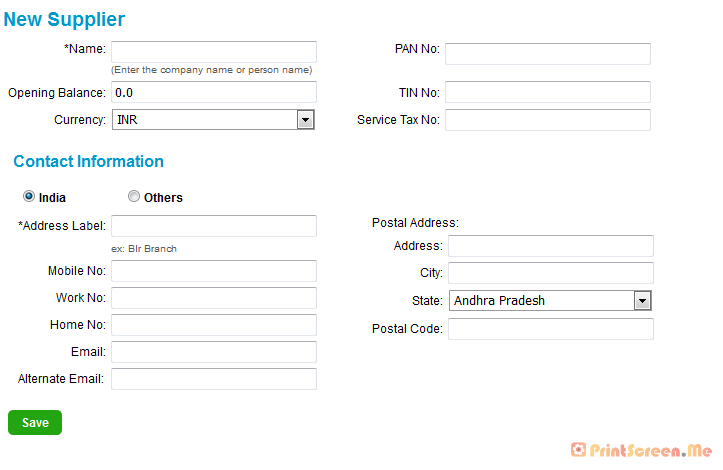 New Supplier
*Name:
PAN No:
(Enter the company name or person name)
Opening Balance: 0.0
TIN No:
Currency: INR
Service Tax No:
Contact Information
India
Others
*Address Label:
ex: Blr Branch
Mobile No:
Work No:
Home No:
Email:
Alternate Email:
Postal Address:
Address:
City:
State: Andhra Pradesh
Postal Code:
Save
PrintScreen.Me